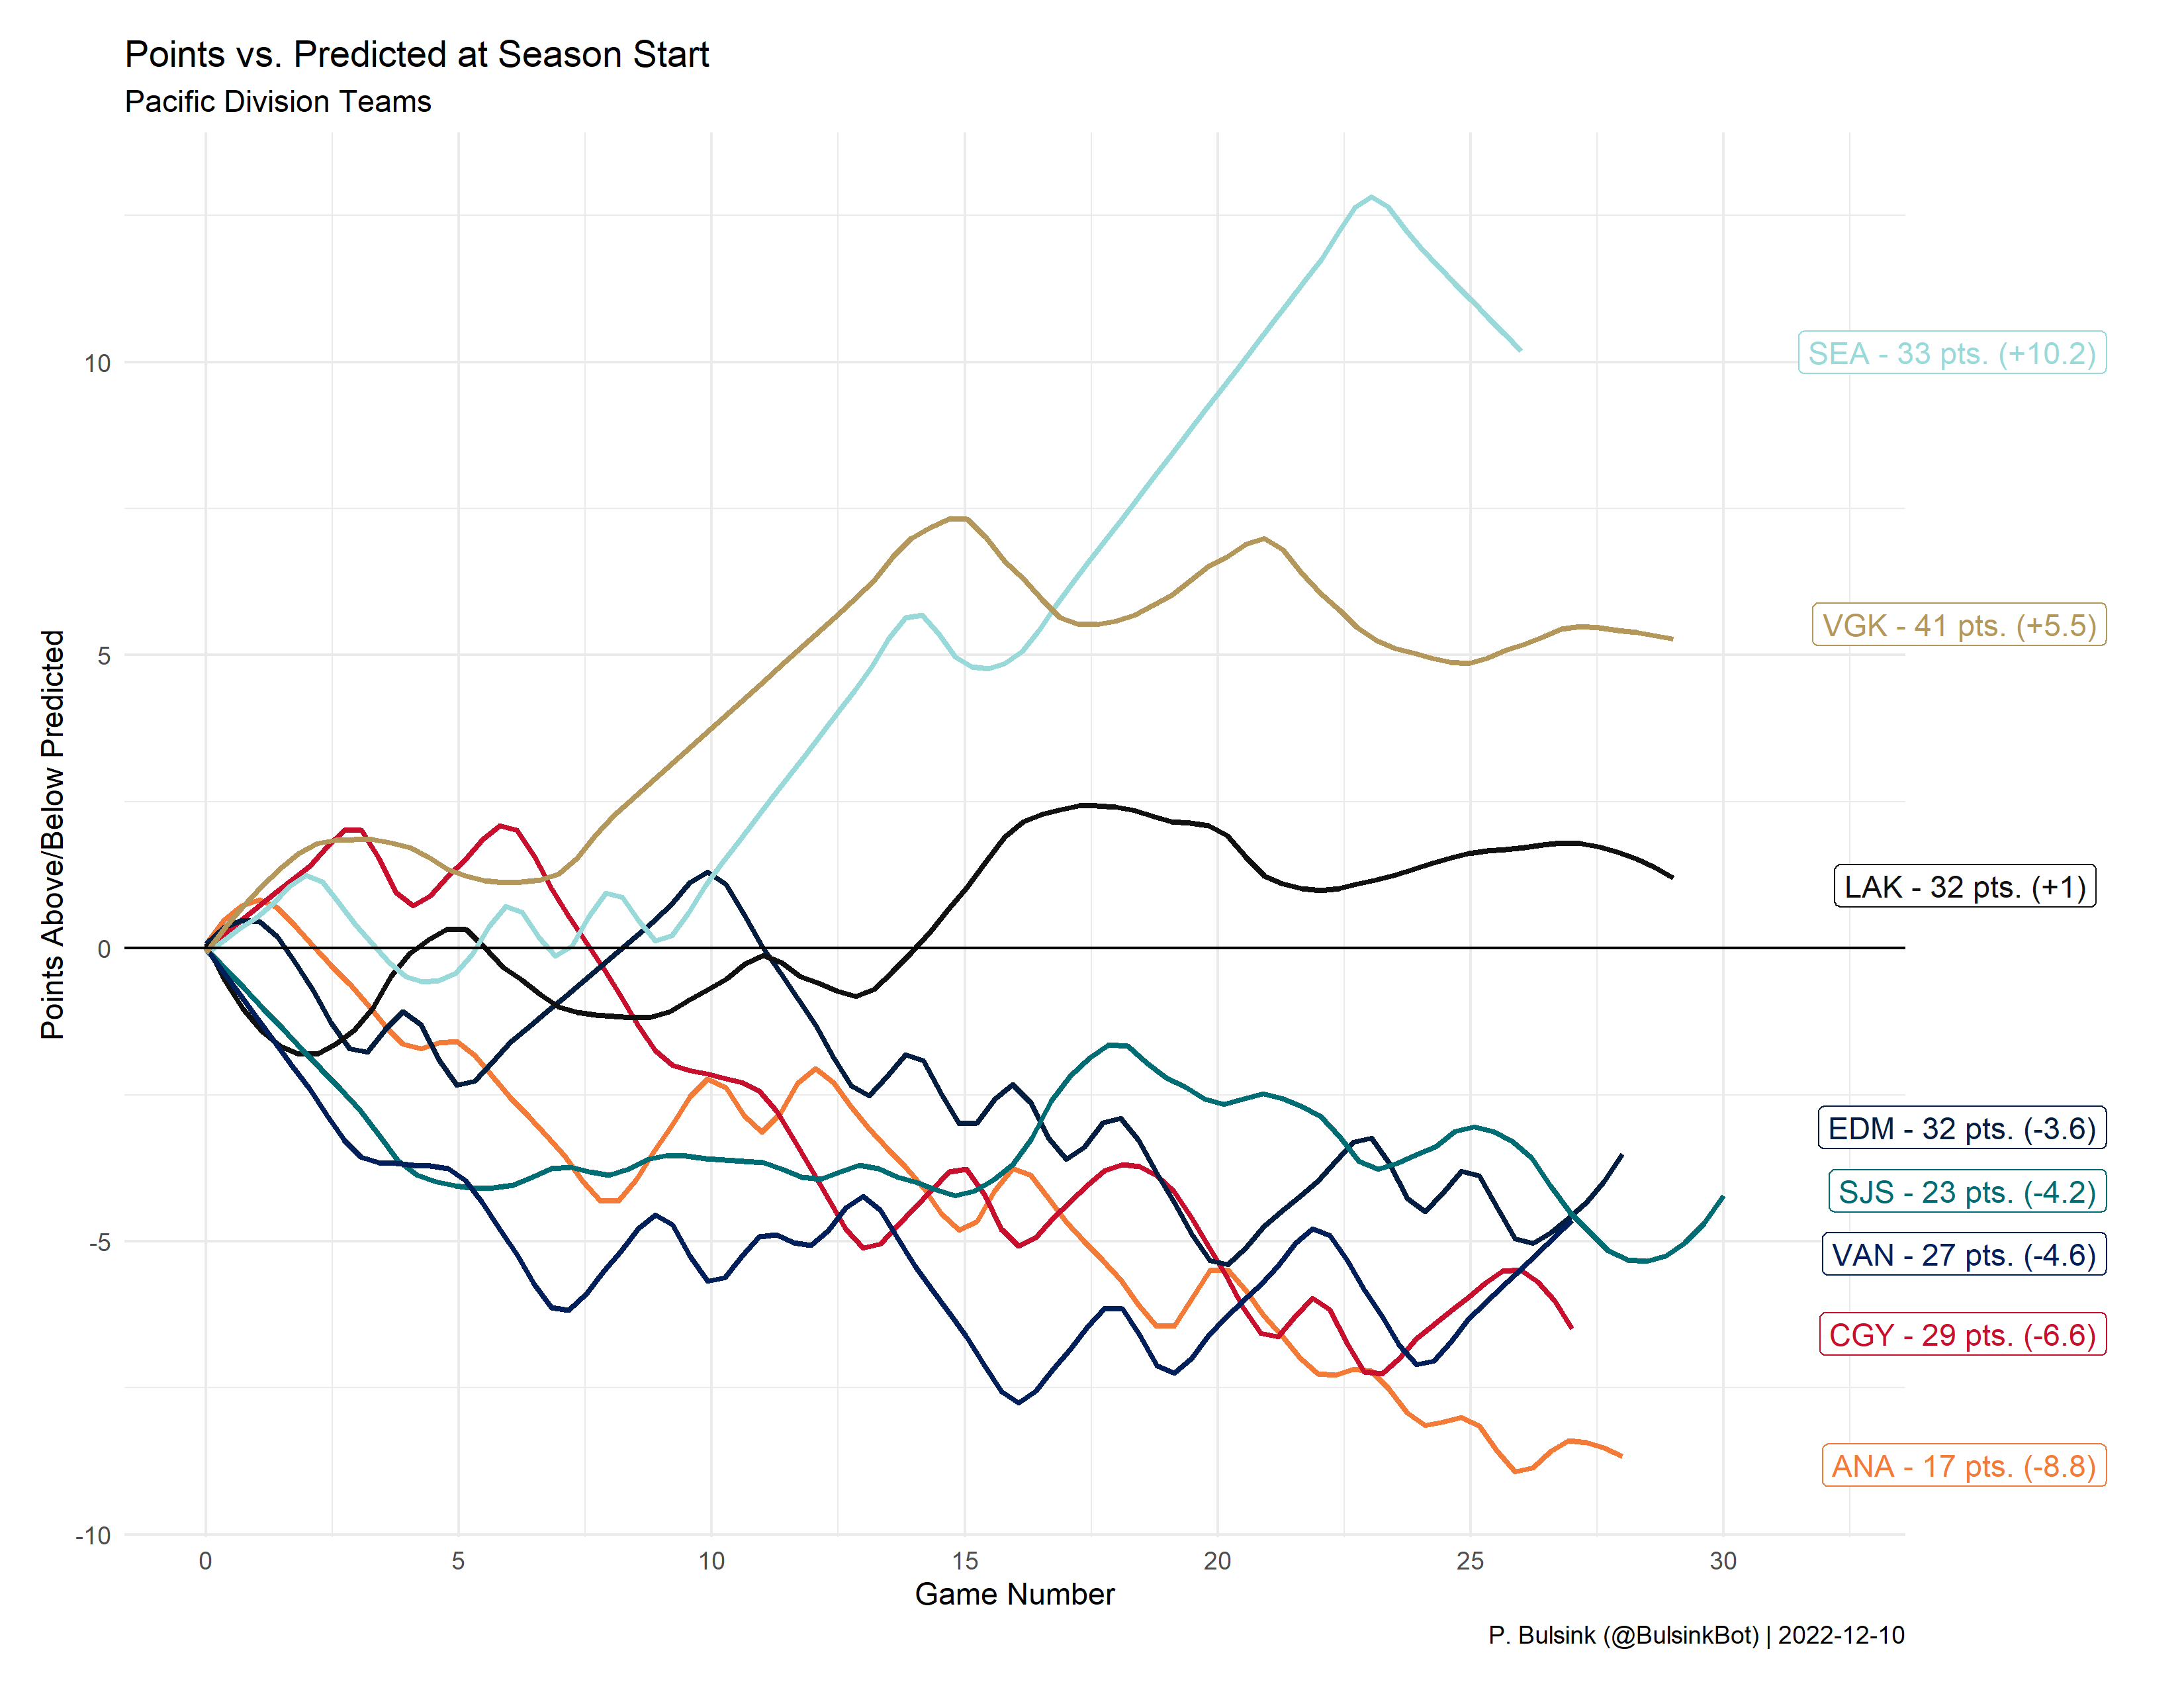 Points vs. Predicted at Season Start
Pacific Division Teams
Points Above/Below Predicted
10
5
0
-5
-10
SEA - 33 pts. (+10.2)
VGK - 41 pts. (+5.5)
LAK - 32 pts. (+1)
EDM - 32 pts. (-3.6)
SJS - 23 pts. (-4.2)
VAN - 27 pts. (-4.6)
CGY - 29 pts. (-6.6)
ANA - 17 pts. (-8.8)
0 5 10 15 20 25 30
Game Number
P. Bulsink (@BulsinkBot) | 2022-12-10